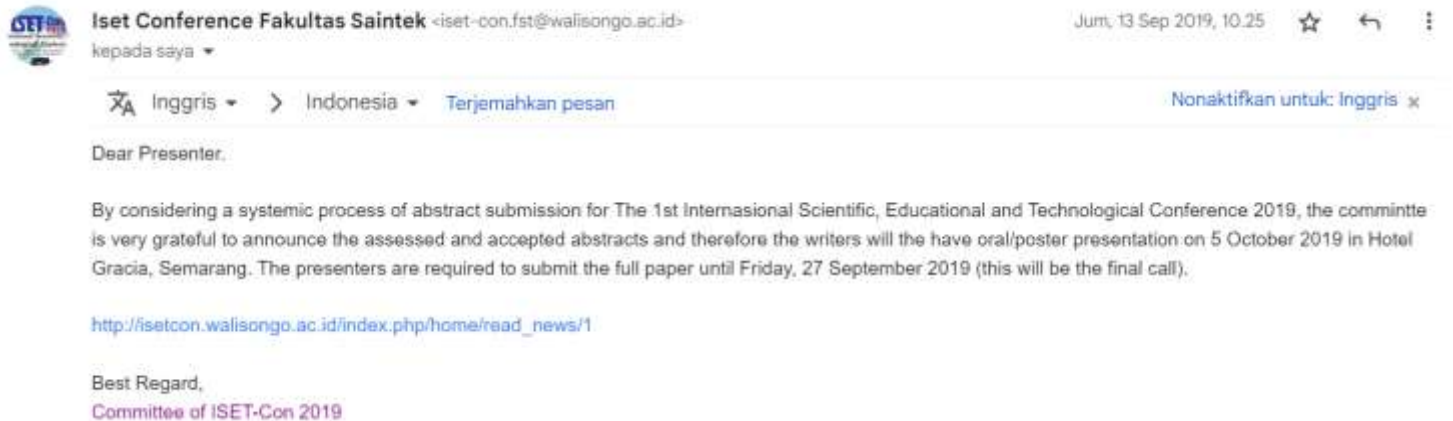 Iset Conference Fakultas Saintek <iset-con.fst@walisongo.ac.id>
Jum, 13 Sep 2019, 10.25
kepada saya
Inggris > Indonesia Terjemahkan pesan
Nonaktifkan untuk: Inggris x
Dear Presenter.
By considering a systemic process of abstract submission for The 1st Internasional Scientific, Educational and Technological Conference 2019, the commintte
is very grateful to announce the assessed and accepted abstracts and therefore the writers will the have oral/poster presentation on 5 October 2019 in Hotel
Gracia, Semarang. The presenters are required to submit the full paper until Friday, 27 September 2019 (this will be the final call).
http://isetcon.walisongo.ac.id/index.php/home/read_news/1
Best Regard,
Committee of ISET-Con 2019